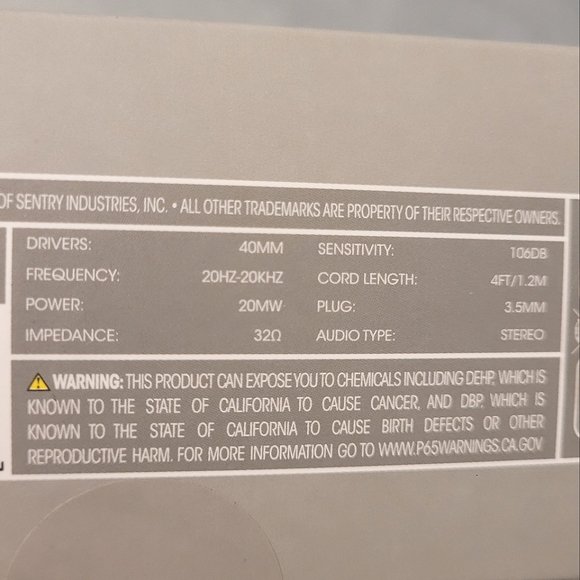 OF SENTRY INDUSTRIES, INC. • ALL OTHER TRADEMARKS ARE PROPERTY OF THEIR RESPECTIVE OWNERS.
DRIVERS: 40MM SENSITIVITY: 106DB
FREQUENCY: 20HZ-20KHZ CORD LENGTH: 4FT/1.2M
POWER: 20MW PLUG: 3.5MM
IMPEDANCE: 32Ω AUDIO TYPE: STEREO
⚠ WARNING: THIS PRODUCT CAN EXPOSE YOU TO CHEMICALS INCLUDING DEHP, WHICH IS
KNOWN TO THE STATE OF CALIFORNIA TO CAUSE CANCER, AND DBP, WHICH IS
KNOWN TO THE STATE OF CALIFORNIA TO CAUSE BIRTH DEFECTS OR OTHER
REPRODUCTIVE HARM. FOR MORE INFORMATION GO TO WWW.P65WARNINGS.CA.GOV